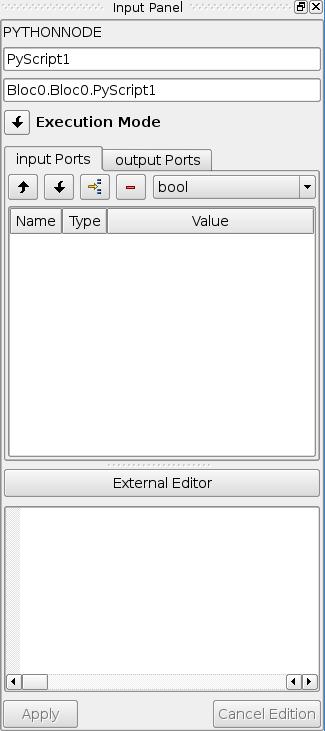 Input Panel
PYTHONNODE
PyScript1
Bloc0.Bloc0.PyScript1
Execution Mode
input Ports output Ports
bool
Name Type Value
External Editor
Apply Cancel Edition